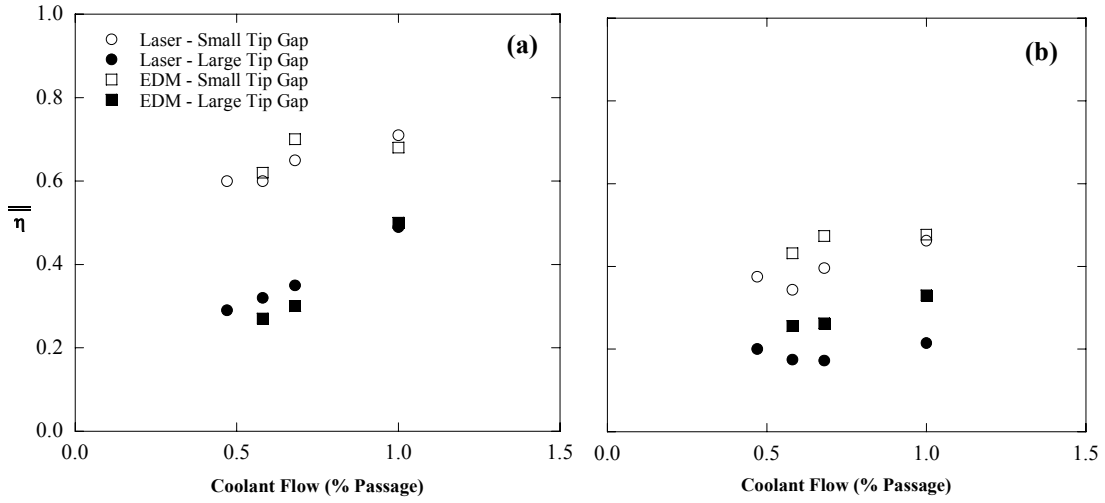 1.0
0.8
0.6
0.4
0.2
0.0
η
Laser - Small Tip Gap
Laser - Large Tip Gap
EDM - Small Tip Gap
EDM - Large Tip Gap
(a)
(b)
0.0 0.5 1.0 1.5
0.0 0.5 1.0 1.5
Coolant Flow (% Passage)
Coolant Flow (% Passage)